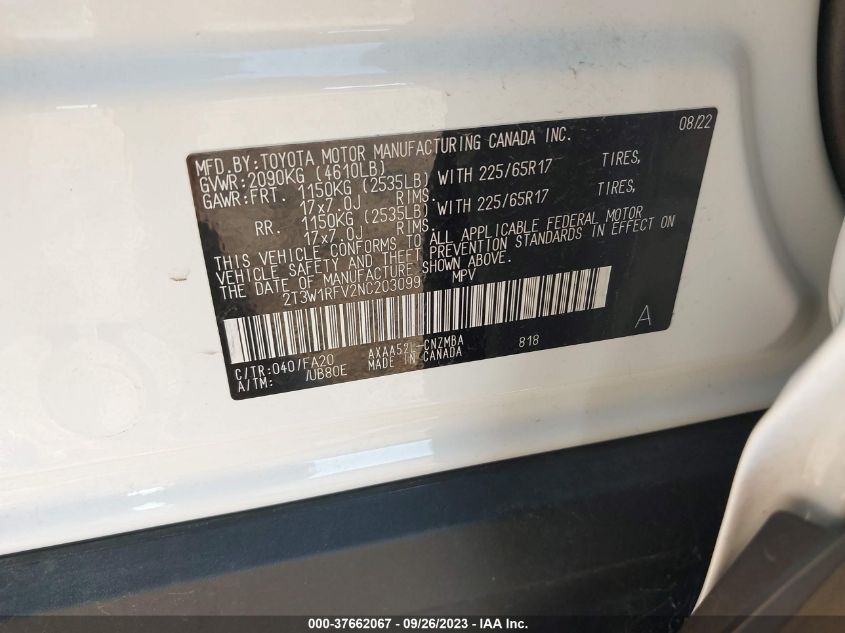 08/22
MFD.BY:TOYOTA MOTOR MANUFACTURING CANADA INC.
GVWR:2090KG (4610LB)
GAWR:FRT. 1150KG (2535LB) WITH 225/65R17 TIRES,
17x7.0J RIMS.
RR. 1150KG (2535LB) WITH 225/65R17 TIRES,
17x7.0J RIMS.
THIS VEHICLE CONFORMS TO ALL APPLICABLE FEDERAL MOTOR
VEHICLE SAFETY AND THEFT PREVENTION STANDARDS IN EFFECT ON
THE DATE OF MANUFACTURE SHOWN ABOVE.
2T3W1RFV2NC203099 MPV
C/TR:040/FA20 AXAA52L-CNZMBA 818 A
A/TM: /UB80E MADE IN CANADA
000-37662067 - 09/26/2023 - IAA Inc.